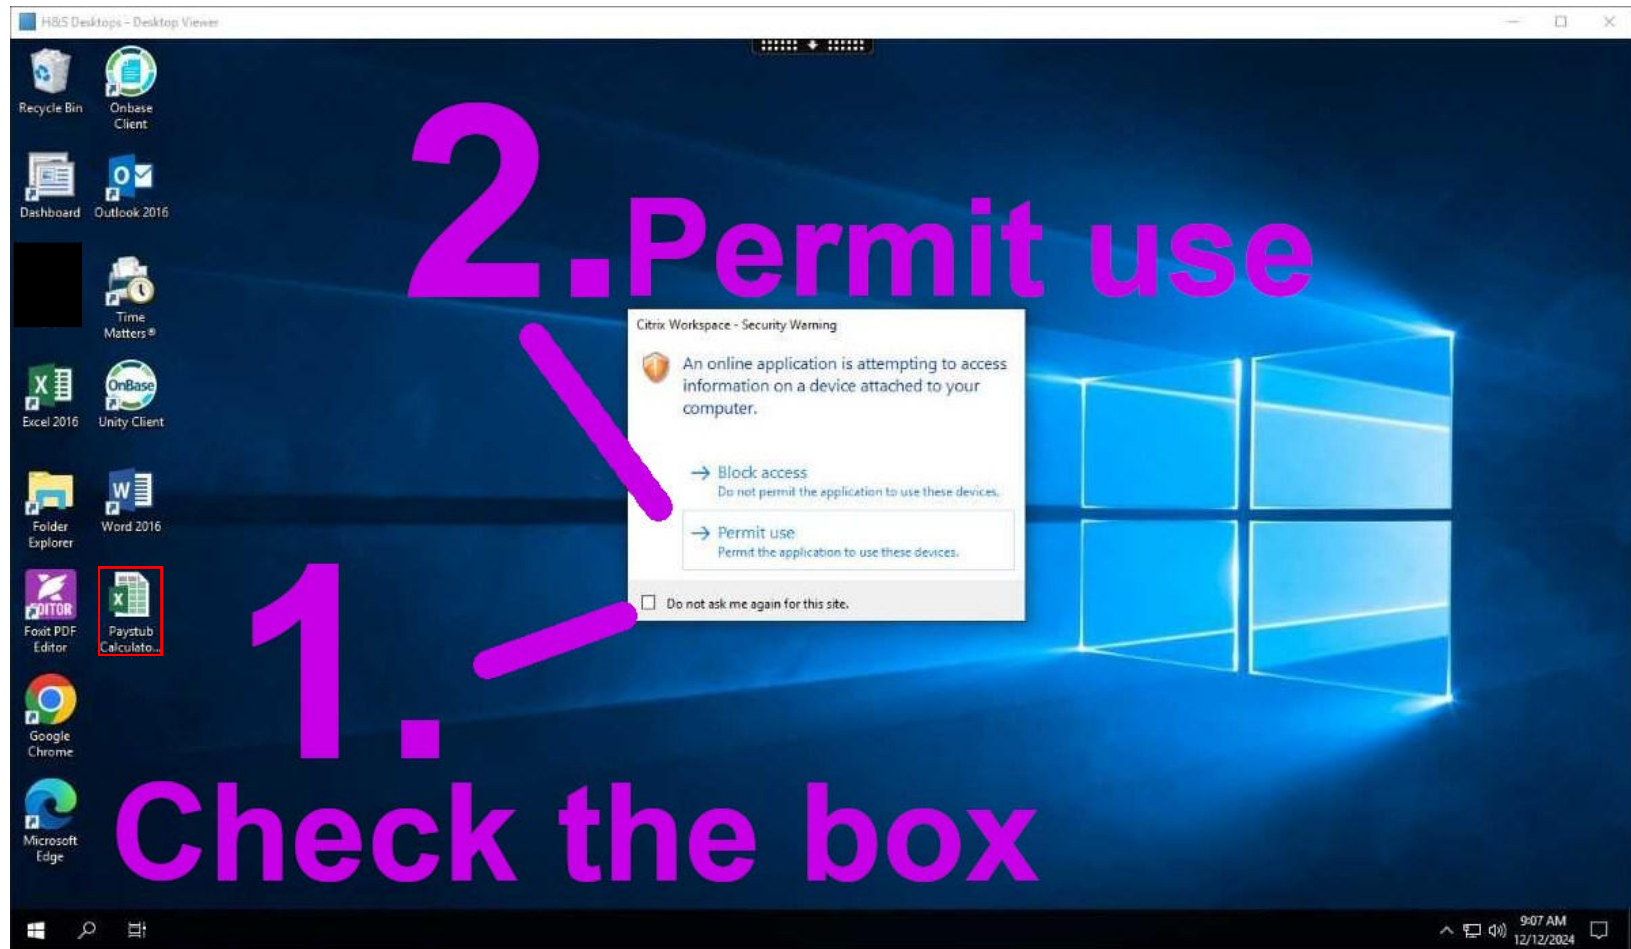 H&S Desktops - Desktop Viewer
Recycle Bin
Onbase
Client
Dashboard
Outlook 2016
Time
Matters®
Excel 2016
OnBase
Unity Client
Folder
Explorer
Word 2016
EDITOR
Foxit PDF
Editor
Paystub
Calculato...
Google
Chrome
Microsoft
Edge
2.Permit use
Citrix Workspace - Security Warning
An online application is attempting to access
information on a device attached to your
computer.
→ Block access
Do not permit the application to use these devices.
→ Permit use
Permit the application to use these devices.
Do not ask me again for this site.
1.
Check the box
9:07 AM
12/12/2024